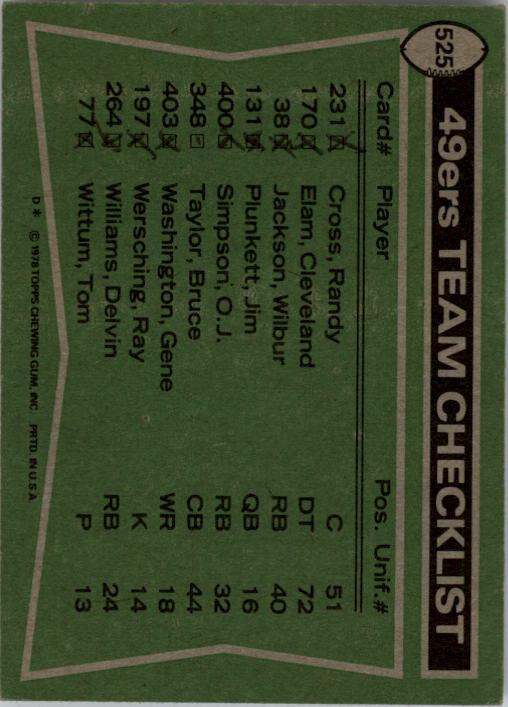 525
49ers TEAM CHECKLIST
Card# Player Pos. Unif.#
231 Cross, Randy C 51
170 Elam, Cleveland DT 72
38 Jackson, Wilbur RB 40
131 Plunkett, Jim QB 16
400 Simpson, O.J. RB 32
348 Taylor, Bruce CB 44
403 Washington, Gene WR 18
197 Wersching, Ray K 14
264 Williams, Delvin RB 24
77 Wittum, Tom P 13
D * © 1978 TOPPS CHEWING GUM, INC. PRTD. IN U.S.A.